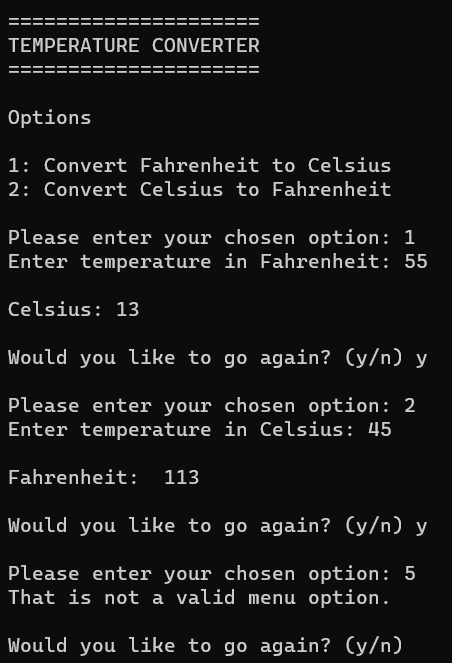 =====================
TEMPERATURE CONVERTER
=====================
Options
1: Convert Fahrenheit to Celsius
2: Convert Celsius to Fahrenheit
Please enter your chosen option: 1
Enter temperature in Fahrenheit: 55
Celsius: 13
Would you like to go again? (y/n) y
Please enter your chosen option: 2
Enter temperature in Celsius: 45
Fahrenheit:  113
Would you like to go again? (y/n) y
Please enter your chosen option: 5
That is not a valid menu option.
Would you like to go again? (y/n)